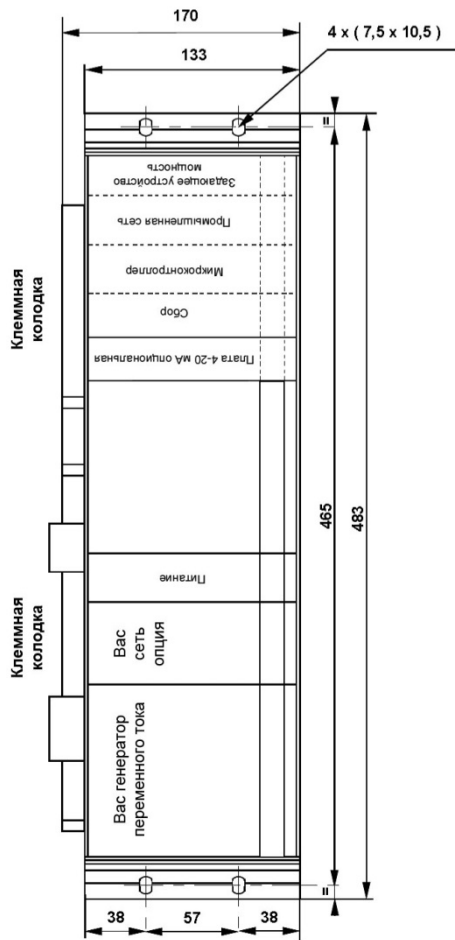 170
4 x ( 7,5 x 10,5 )
133
=
Задающее устройство
мощность
Промышленная сеть
Микроконтроллер
Сбор
Плата 4-20 мА опциональная
Клеммная
колодка
465
483
Питание
Клеммная
колодка
Вас
сеть
опция
Вас генератор
переменного тока
=
38
57
38